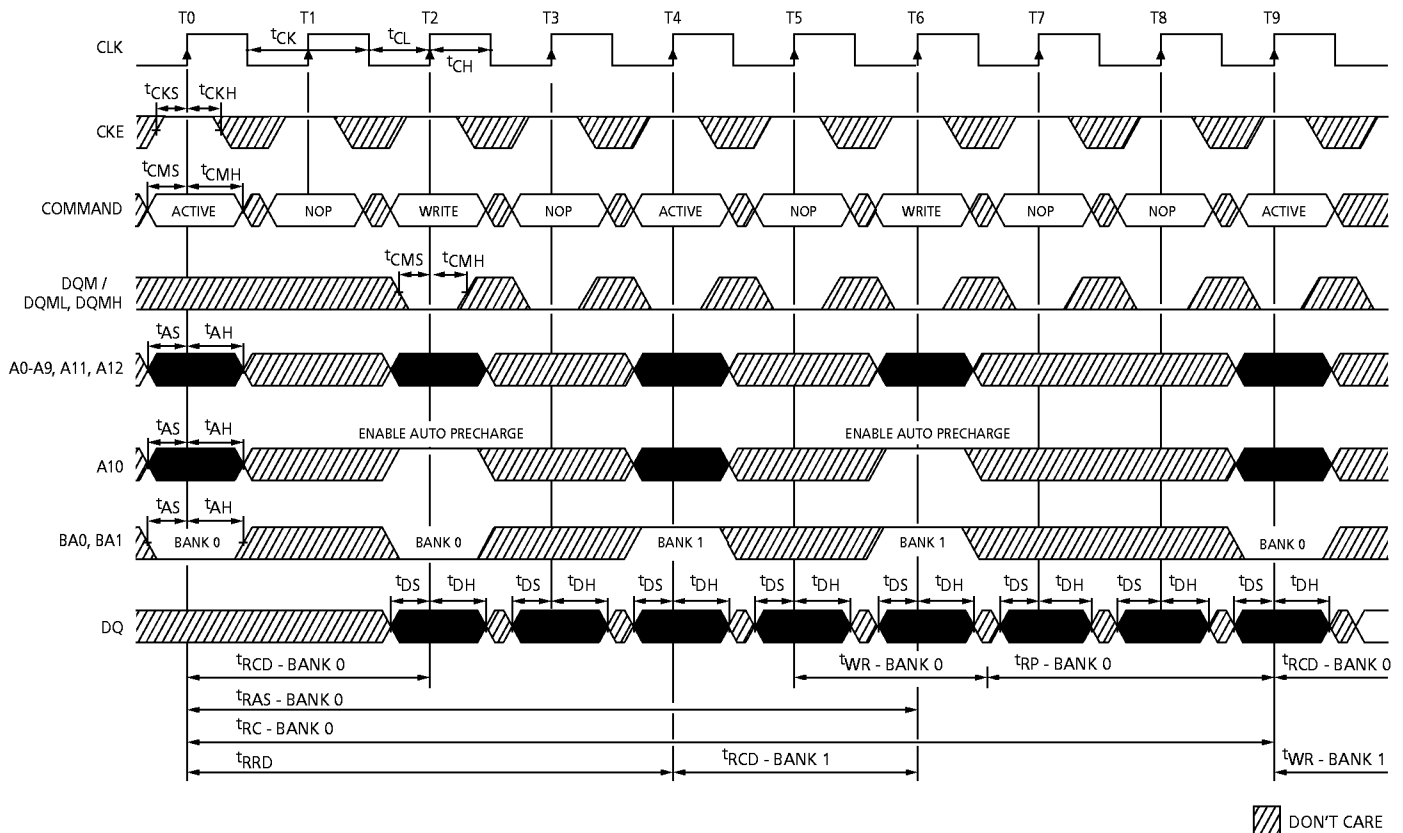 T0 T1 T2 T3 T4 T5 T6 T7 T8 T9
CLK
tCK tCL
tCH
tCKS tCKH
CKE
tCMS tCMH
COMMAND ACTIVE NOP WRITE NOP ACTIVE NOP WRITE NOP NOP ACTIVE
tCMS tCMH
DQM /
DQML, DQMH
tAS tAH
A0-A9, A11, A12
tAS tAH ENABLE AUTO PRECHARGE ENABLE AUTO PRECHARGE
A10
tAS tAH
BA0, BA1 BANK 0 BANK 0 BANK 1 BANK 1 BANK 0
tDS tDH tDS tDH tDS tDH tDS tDH tDS tDH tDS tDH tDS tDH tDS tDH
DQ
tRCD - BANK 0 tWR - BANK 0 tRP - BANK 0 tRCD - BANK 0
tRAS - BANK 0
tRC - BANK 0
tRRD tRCD - BANK 1 tWR - BANK 1
DON'T CARE